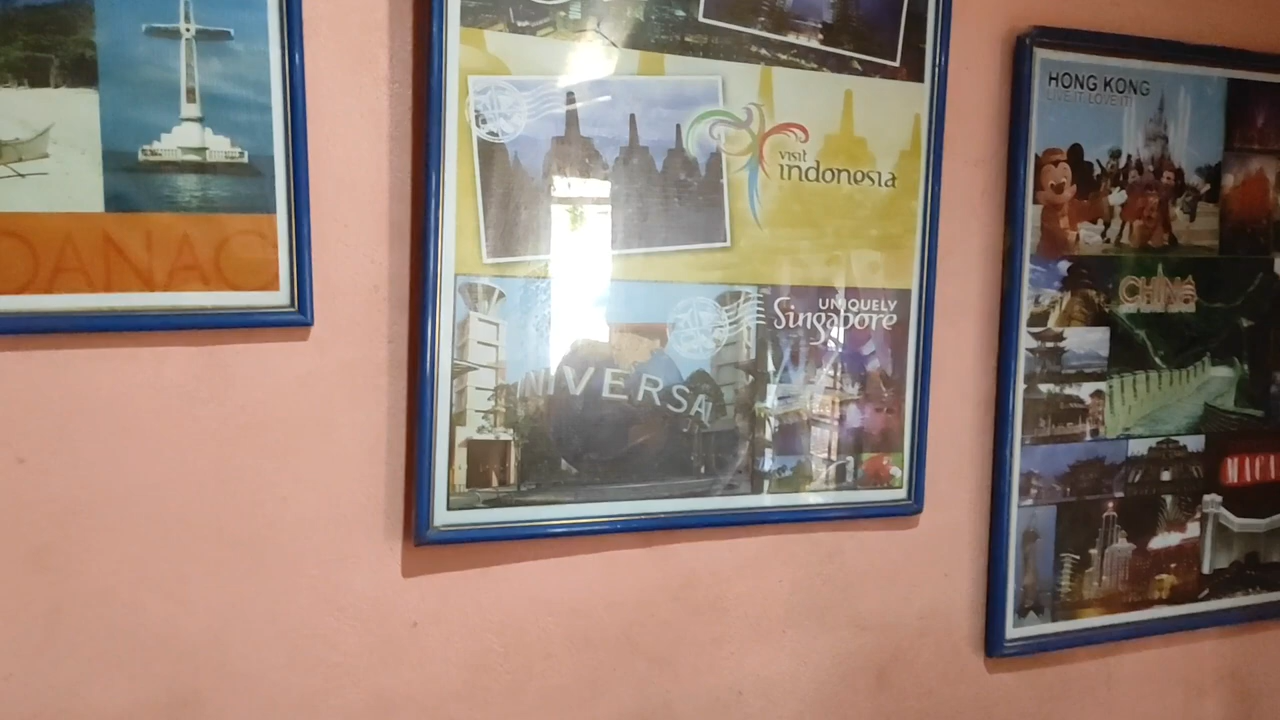 DANAO
visit
indonesia
UNIQUELY
Singapore
NIVERSA
HONG KONG
LIVE IT. LOVE IT!
CHINA
MACA